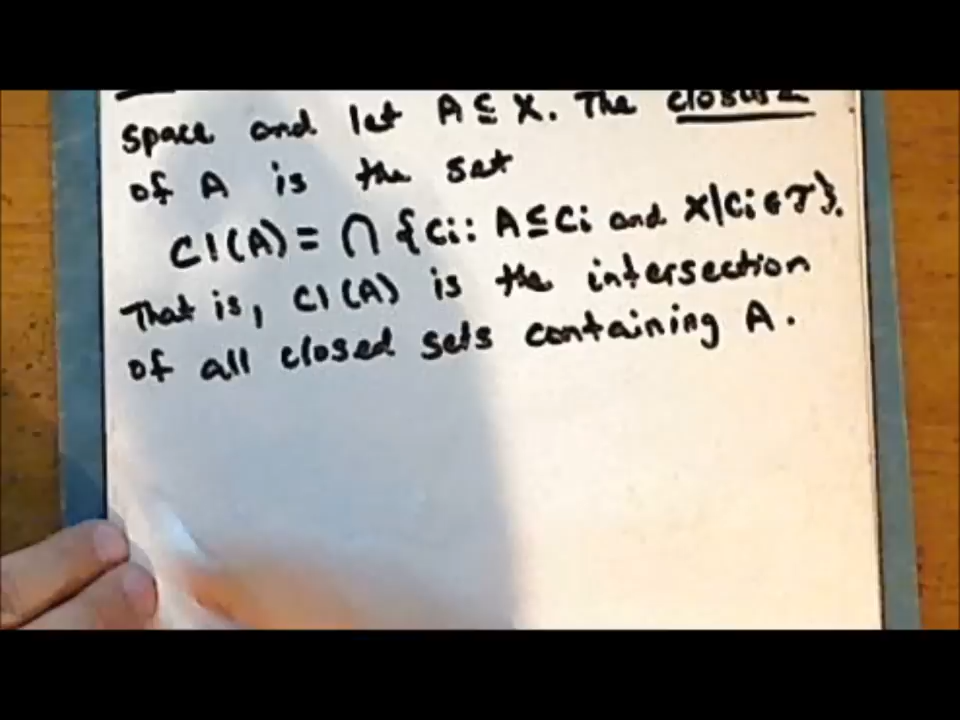 space and let A ⊆ X. The closure
of A is the set
Cl(A) = ∩ {Ci: A ⊆ Ci and X|Ci ∈ τ}.
That is, Cl(A) is the intersection
of all closed sets containing A.